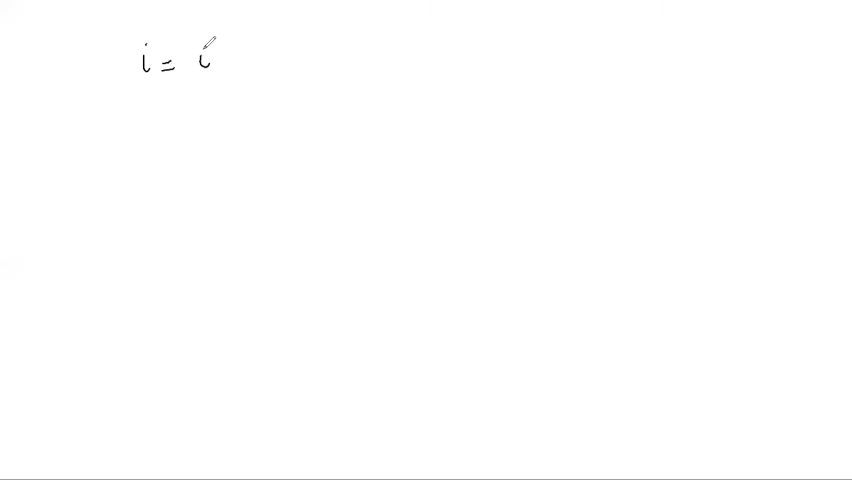 i = i